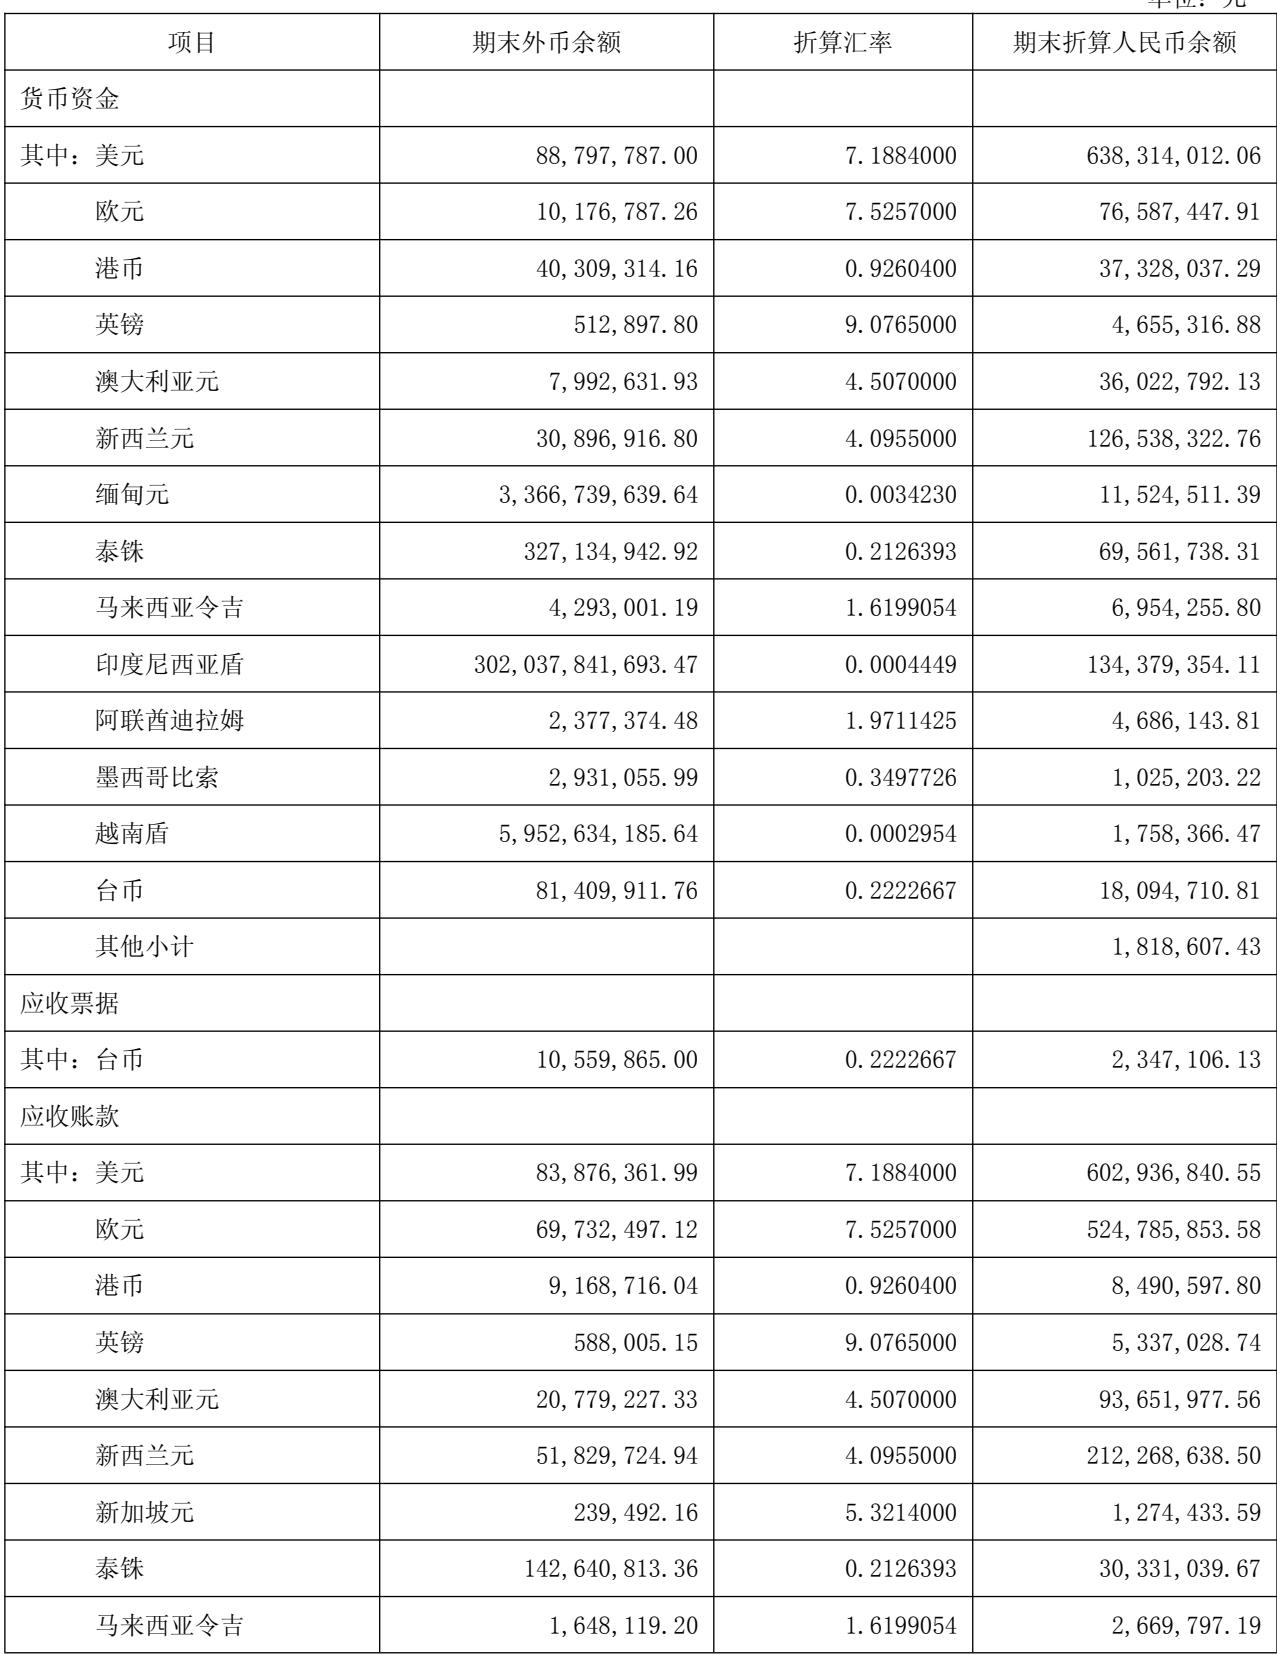 单位：元
项目 期末外币余额 折算汇率 期末折算人民币余额
货币资金
其中：美元 88,797,787.00 7.1884000 638,314,012.06
欧元 10,176,787.26 7.5257000 76,587,447.91
港币 40,309,314.16 0.9260400 37,328,037.29
英镑 512,897.80 9.0765000 4,655,316.88
澳大利亚元 7,992,631.93 4.5070000 36,022,792.13
新西兰元 30,896,916.80 4.0955000 126,538,322.76
缅甸元 3,366,739,639.64 0.0034230 11,524,511.39
泰铢 327,134,942.92 0.2126393 69,561,738.31
马来西亚令吉 4,293,001.19 1.6199054 6,954,255.80
印度尼西亚盾 302,037,841,693.47 0.0004449 134,379,354.11
阿联酋迪拉姆 2,377,374.48 1.9711425 4,686,143.81
墨西哥比索 2,931,055.99 0.3497726 1,025,203.22
越南盾 5,952,634,185.64 0.0002954 1,758,366.47
台币 81,409,911.76 0.2222667 18,094,710.81
其他小计 1,818,607.43
应收票据
其中：台币 10,559,865.00 0.2222667 2,347,106.13
应收账款
其中：美元 83,876,361.99 7.1884000 602,936,840.55
欧元 69,732,497.12 7.5257000 524,785,853.58
港币 9,168,716.04 0.9260400 8,490,597.80
英镑 588,005.15 9.0765000 5,337,028.74
澳大利亚元 20,779,227.33 4.5070000 93,651,977.56
新西兰元 51,829,724.94 4.0955000 212,268,638.50
新加坡元 239,492.16 5.3214000 1,274,433.59
泰铢 142,640,813.36 0.2126393 30,331,039.67
马来西亚令吉 1,648,119.20 1.6199054 2,669,797.19